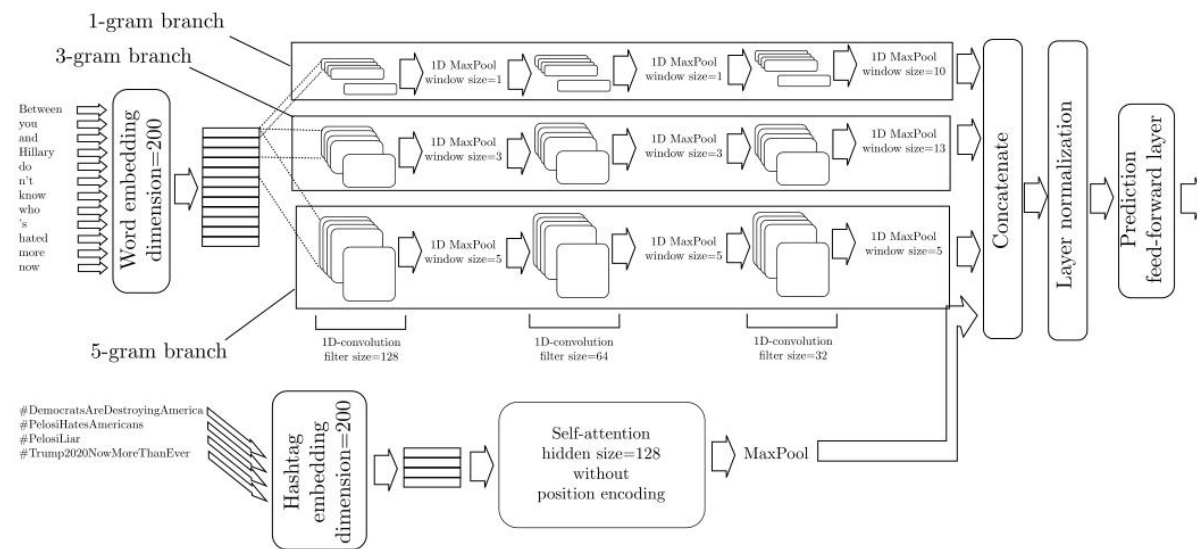 1-gram branch
3-gram branch
Between
you
and
Hillary
do
n't
know
who
's
hated
more
now
Word embedding
dimension=200
1D MaxPool
window size=1
1D MaxPool
window size=1
1D MaxPool
window size=10
1D MaxPool
window size=3
1D MaxPool
window size=3
1D MaxPool
window size=13
1D MaxPool
window size=5
1D MaxPool
window size=5
1D MaxPool
window size=5
5-gram branch
1D-convolution
filter size=128
1D-convolution
filter size=64
1D-convolution
filter size=32
Concatenate
Layer normalization
Prediction
feed-forward layer
#DemocratsAreDestroyingAmerica
#PelosiHatesAmericans
#PelosiLiar
#Trump2020NowMoreThanEver
Hashtag
embedding
dimension=200
Self-attention
hidden size=128
without
position encoding
MaxPool